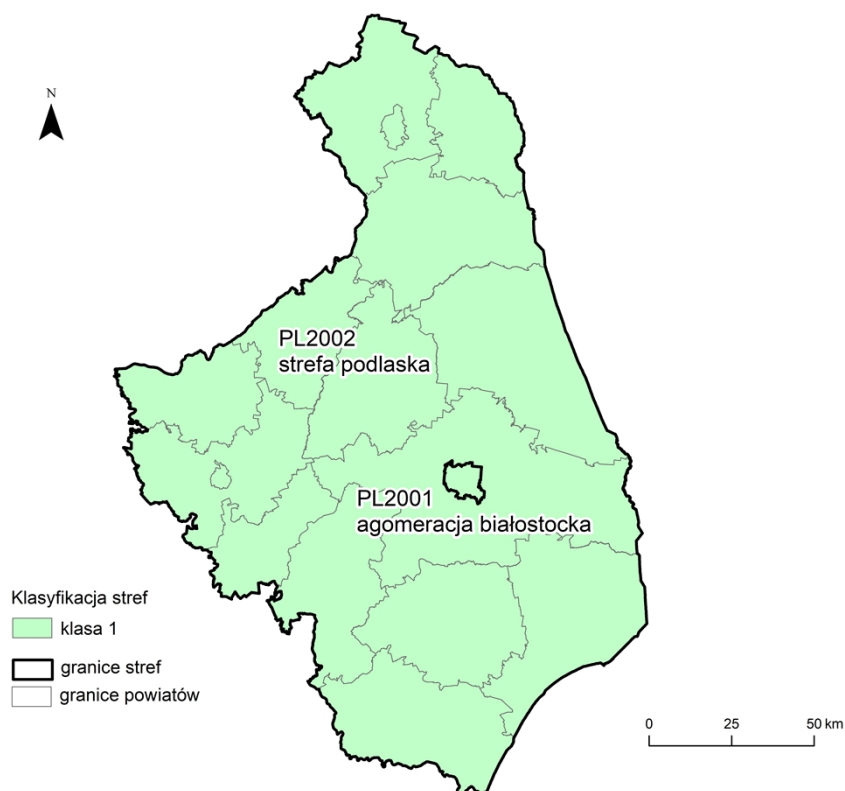 N
PL2002
strefa podlaska
PL2001
agomeracja białostocka
Klasyfikacja stref
klasa 1
granice stref
granice powiatów
0 25 50 km